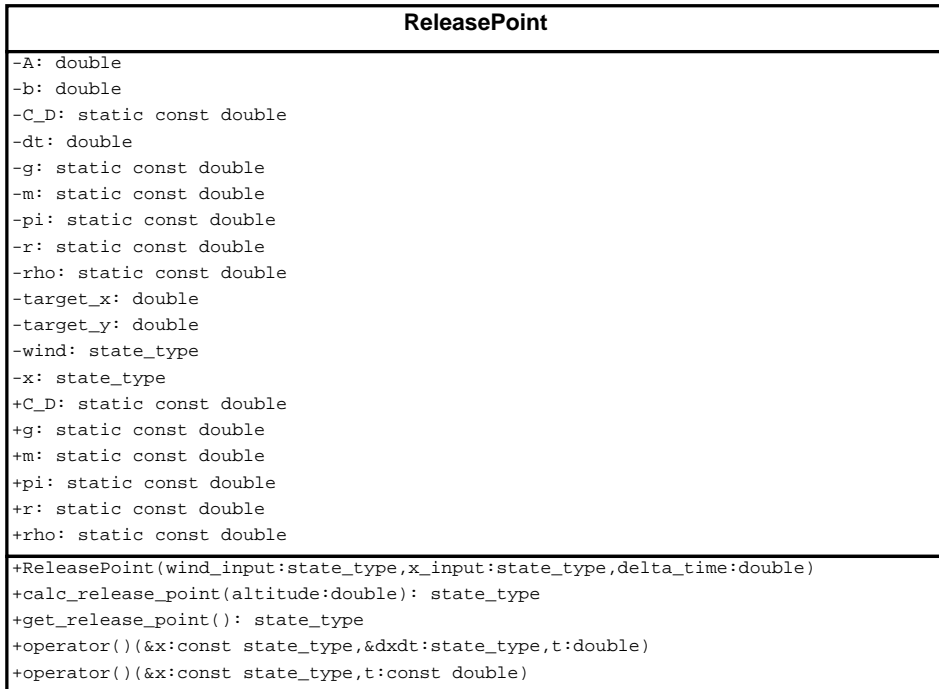 ReleasePoint
-A: double
-b: double
-C_D: static const double
-dt: double
-g: static const double
-m: static const double
-pi: static const double
-r: static const double
-rho: static const double
-target_x: double
-target_y: double
-wind: state_type
-x: state_type
+C_D: static const double
+g: static const double
+m: static const double
+pi: static const double
+r: static const double
+rho: static const double
+ReleasePoint(wind_input:state_type,x_input:state_type,delta_time:double)
+calc_release_point(altitude:double): state_type
+get_release_point(): state_type
+operator()(&x:const state_type,&dxdt:state_type,t:double)
+operator()(&x:const state_type,t:const double)